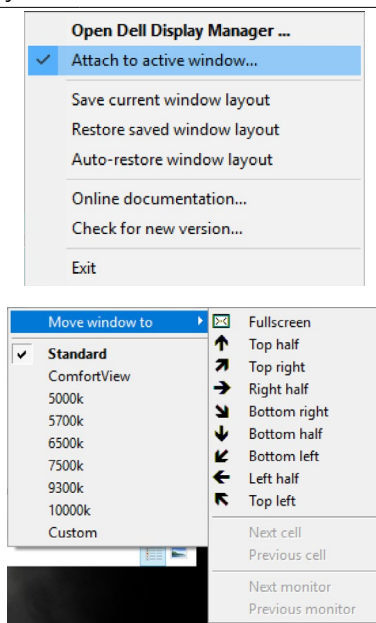 Open Dell Display Manager ...
Attach to active window...
Save current window layout
Restore saved window layout
Auto-restore window layout
Online documentation...
Check for new version...
Exit
Move window to
Standard
ComfortView
5000k
5700k
6500k
7500k
9300k
10000k
Custom
Fullscreen
Top half
Top right
Right half
Bottom right
Bottom half
Bottom left
Left half
Top left
Next cell
Previous cell
Next monitor
Previous monitor